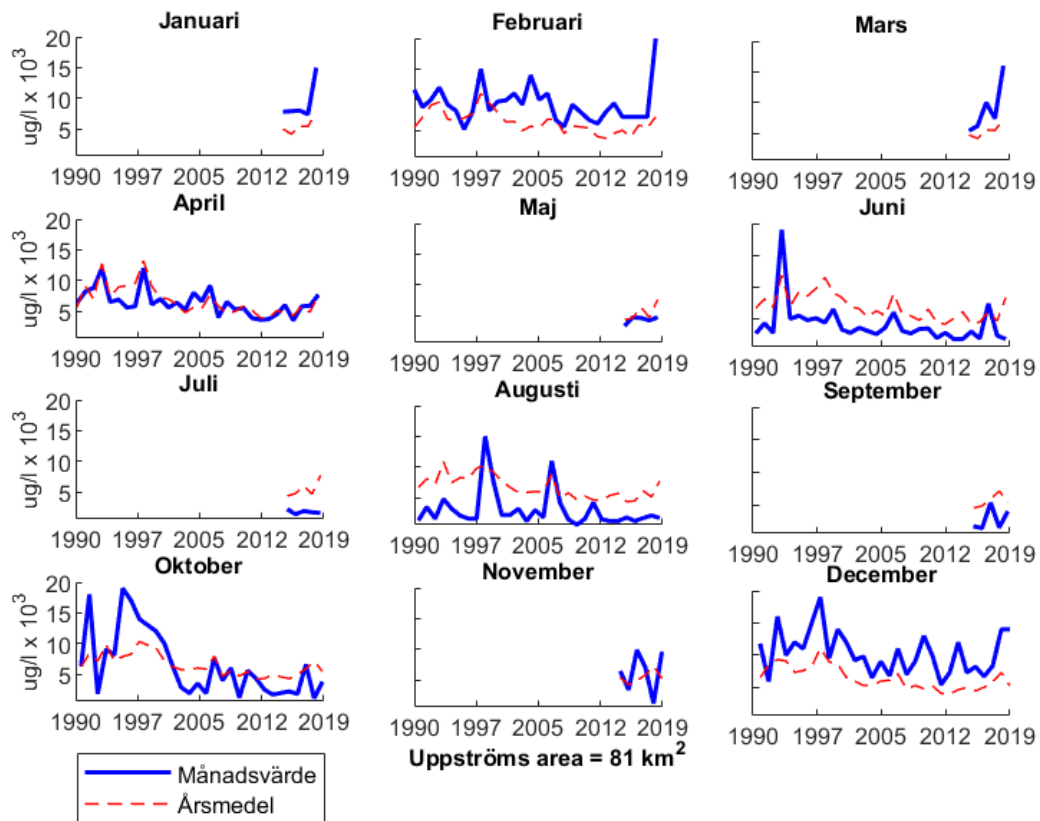 Januari
Februari
Mars
20
15
10
5
ug/l x 10³
1990 1997 2005 2012 2019
1990 1997 2005 2012 2019
1990 1997 2005 2012 2019
April
Maj
Juni
20
15
10
5
ug/l x 10³
1990 1997 2005 2012 2019
1990 1997 2005 2012 2019
1990 1997 2005 2012 2019
Juli
Augusti
September
20
15
10
5
ug/l x 10³
1990 1997 2005 2012 2019
1990 1997 2005 2012 2019
1990 1997 2005 2012 2019
Oktober
November
December
20
15
10
5
ug/l x 10³
1990 1997 2005 2012 2019
1990 1997 2005 2012 2019
1990 1997 2005 2012 2019
Uppströms area = 81 km²
Månadsvärde
Årsmedel